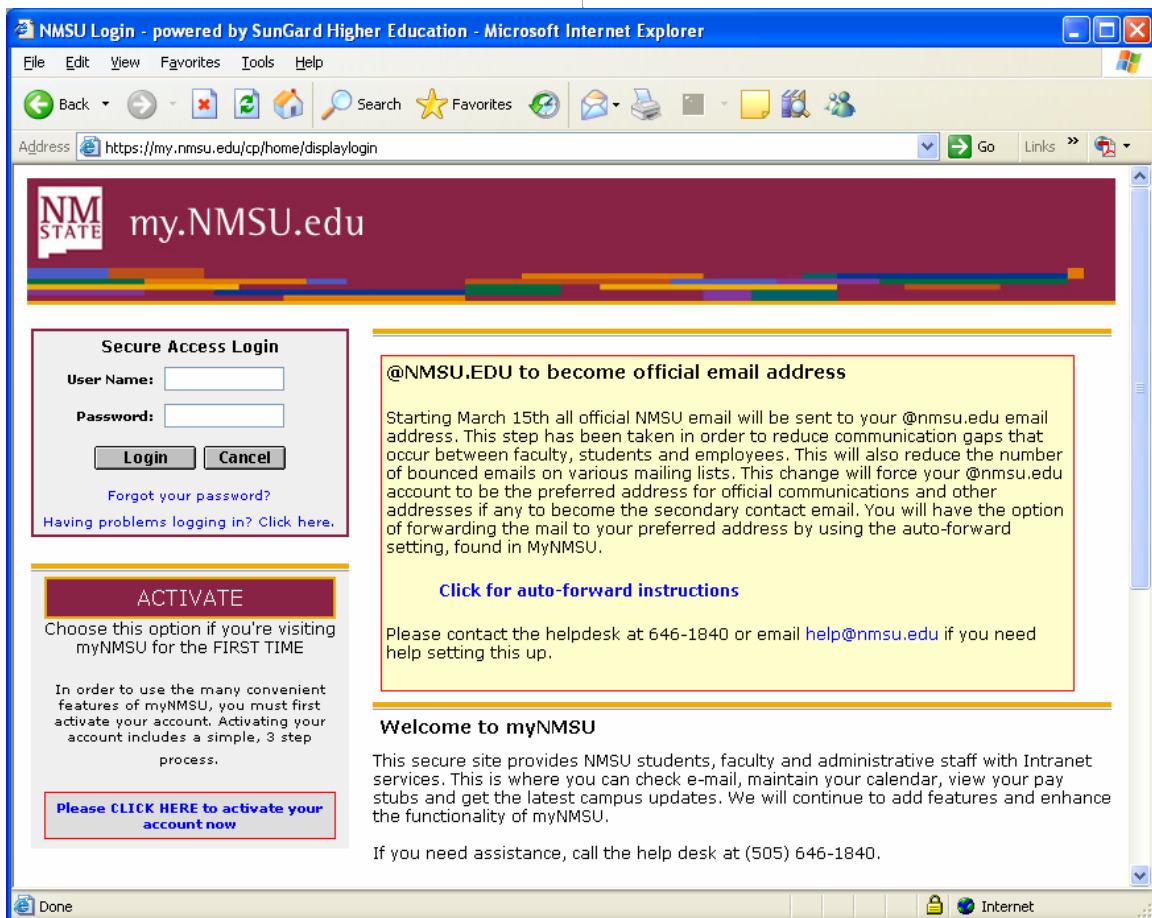 NMSU Login - powered by SunGard Higher Education - Microsoft Internet Explorer
File Edit View Favorites Tools Help
Back Search Favorites
Address https://my.nmsu.edu/cp/home/displaylogin Go Links »
NM
STATE
my.NMSU.edu
Secure Access Login
User Name:
Password:
Login Cancel
Forgot your password?
Having problems logging in? Click here.
ACTIVATE
Choose this option if you're visiting
myNMSU for the FIRST TIME
In order to use the many convenient
features of myNMSU, you must first
activate your account. Activating your
account includes a simple, 3 step
process.
Please CLICK HERE to activate your
account now
@NMSU.EDU to become official email address
Starting March 15th all official NMSU email will be sent to your @nmsu.edu email
address. This step has been taken in order to reduce communication gaps that
occur between faculty, students and employees. This will also reduce the number
of bounced emails on various mailing lists. This change will force your @nmsu.edu
account to be the preferred address for official communications and other
addresses if any to become the secondary contact email. You will have the option
of forwarding the mail to your preferred address by using the auto-forward
setting, found in MyNMSU.
Click for auto-forward instructions
Please contact the helpdesk at 646-1840 or email help@nmsu.edu if you need
help setting this up.
Welcome to myNMSU
This secure site provides NMSU students, faculty and administrative staff with Intranet
services. This is where you can check e-mail, maintain your calendar, view your pay
stubs and get the latest campus updates. We will continue to add features and enhance
the functionality of myNMSU.
If you need assistance, call the help desk at (505) 646-1840.
Done Internet